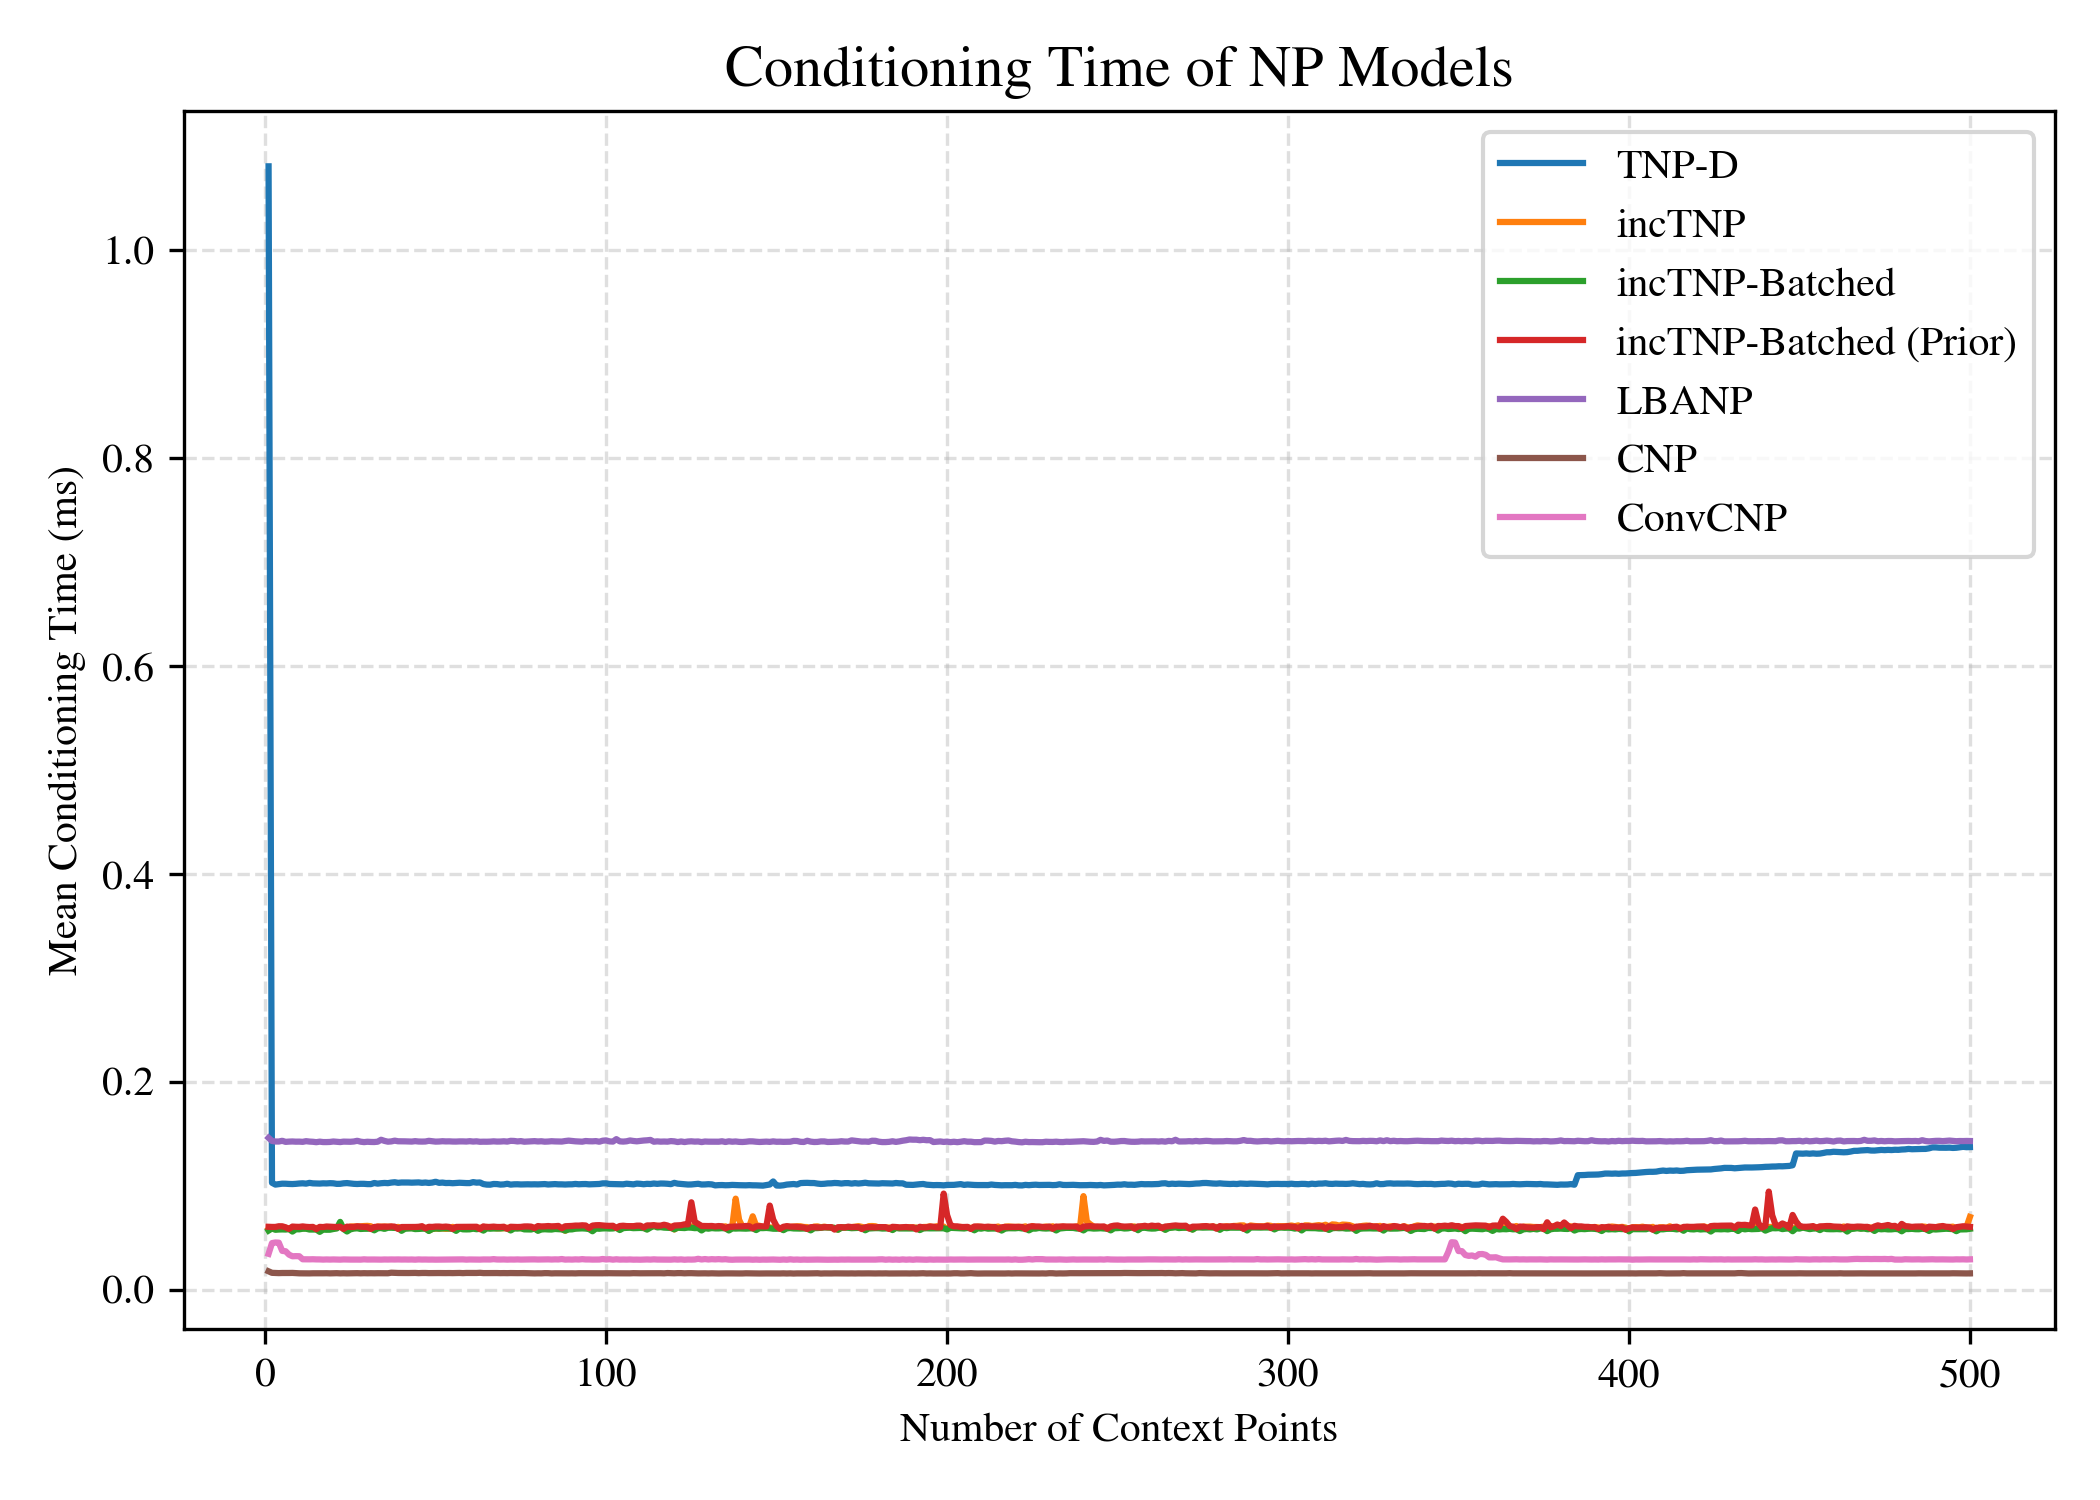 Conditioning Time of NP Models
TNP-D
incTNP
incTNP-Batched
incTNP-Batched (Prior)
LBANP
CNP
ConvCNP
Mean Conditioning Time (ms)
1.0
0.8
0.6
0.4
0.2
0.0
0 100 200 300 400 500
Number of Context Points